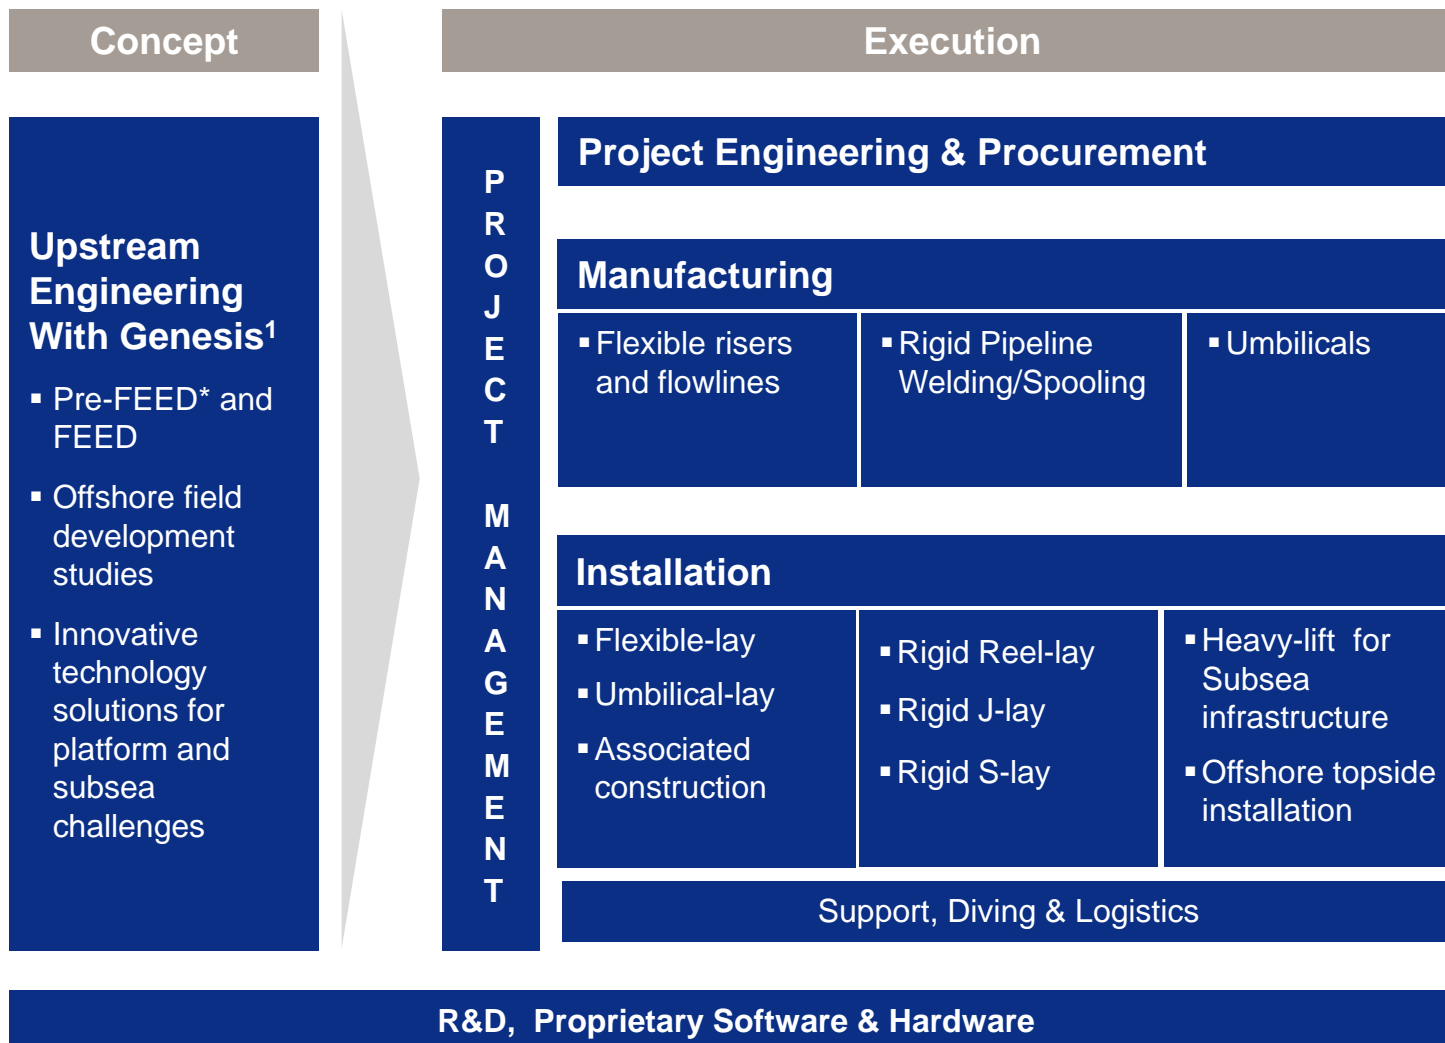 Concept
Execution
Upstream
Engineering
With Genesis¹
▪ Pre-FEED* and
FEED
▪ Offshore field
development
studies
▪ Innovative
technology
solutions for
platform and
subsea
challenges
PROJECT MANAGEMENT
Project Engineering & Procurement
Manufacturing
▪ Flexible risers
and flowlines
▪ Rigid Pipeline
Welding/Spooling
▪ Umbilicals
Installation
▪ Flexible-lay
▪ Umbilical-lay
▪ Associated
construction
▪ Rigid Reel-lay
▪ Rigid J-lay
▪ Rigid S-lay
▪ Heavy-lift for
Subsea
infrastructure
▪ Offshore topside
installation
Support, Diving & Logistics
R&D, Proprietary Software & Hardware